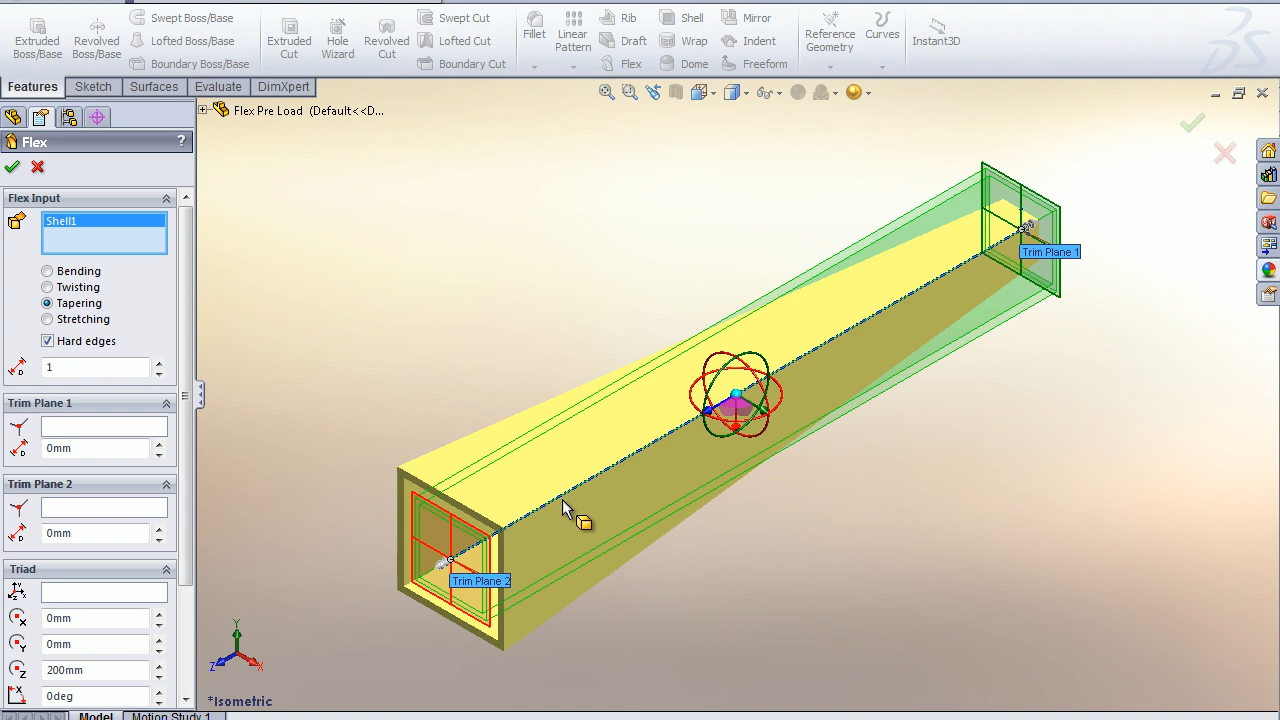 Extruded Boss/Base
Revolved Boss/Base
Swept Boss/Base
Lofted Boss/Base
Boundary Boss/Base
Extruded Cut
Hole Wizard
Revolved Cut
Swept Cut
Lofted Cut
Boundary Cut
Fillet
Linear Pattern
Rib
Draft
Flex
Shell
Wrap
Dome
Mirror
Indent
Freeform
Reference Geometry
Curves
Instant3D
Features
Sketch
Surfaces
Evaluate
DimXpert
Flex Pre Load (Default<<D...
Flex
?
Flex Input
Shell1
Bending
Twisting
Tapering
Stretching
Hard edges
1
Trim Plane 1
0mm
Trim Plane 2
0mm
Triad
0mm
0mm
200mm
0deg
Trim Plane 1
Trim Plane 2
Y
Z
X
*Isometric
Model
Motion Study 1